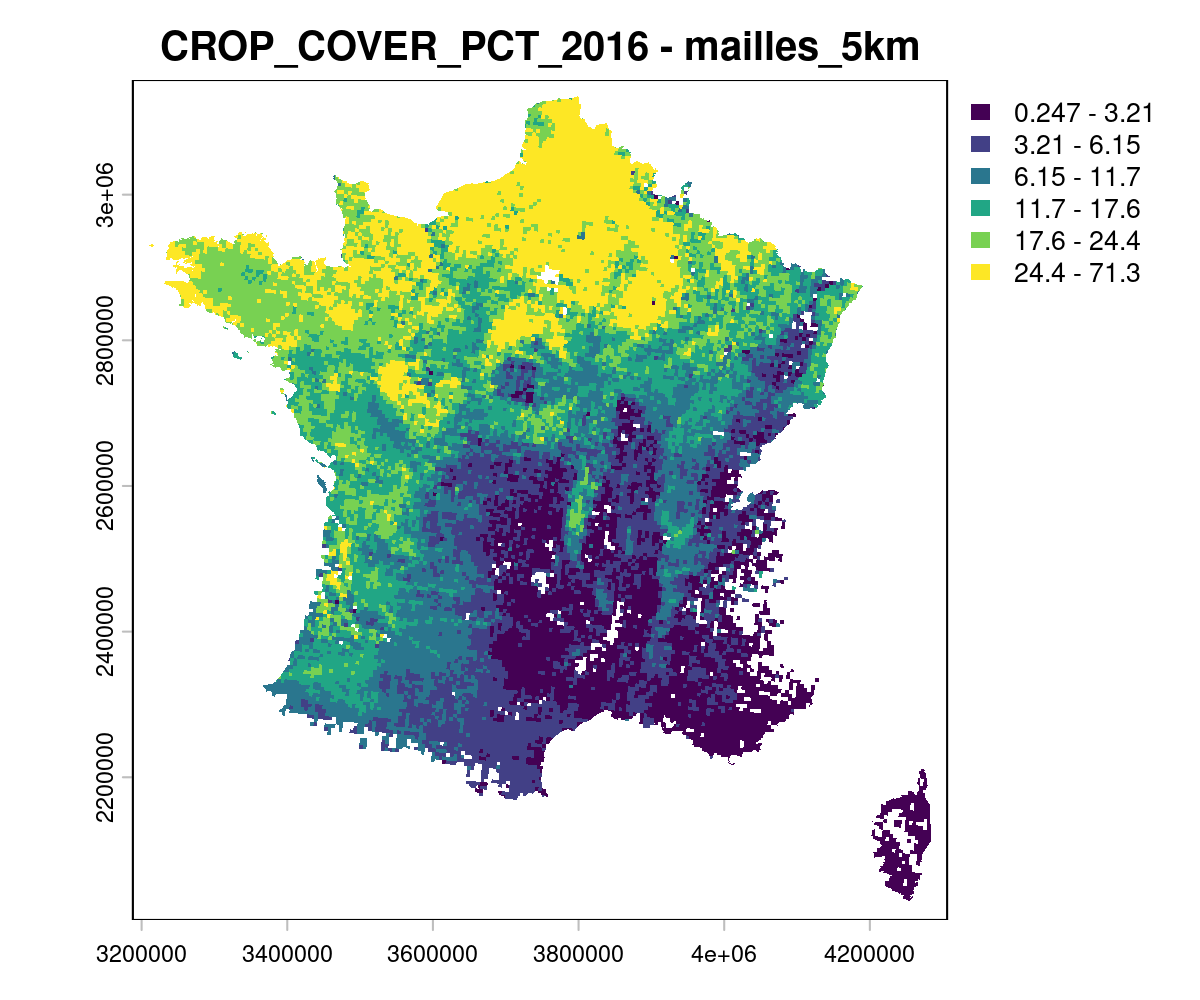 CROP_COVER_PCT_2016 - mailles_5km
0.247 - 3.21
3.21 - 6.15
6.15 - 11.7
11.7 - 17.6
17.6 - 24.4
24.4 - 71.3
3e+06
2800000
2600000
2400000
2200000
3200000 3400000 3600000 3800000 4e+06 4200000